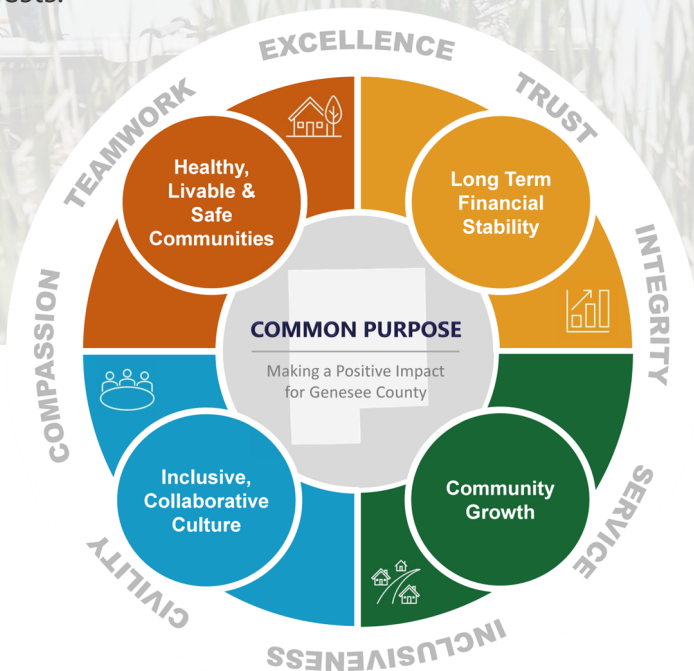 EXCELLENCE
TRUST
INTEGRITY
SERVICE
INCLUSIVENESS
CIVILITY
COMPASSION
TEAMWORK
Healthy,
Livable &
Safe
Communities
Long Term
Financial
Stability
COMMON PURPOSE
Making a Positive Impact
for Genesee County
Inclusive,
Collaborative
Culture
Community
Growth